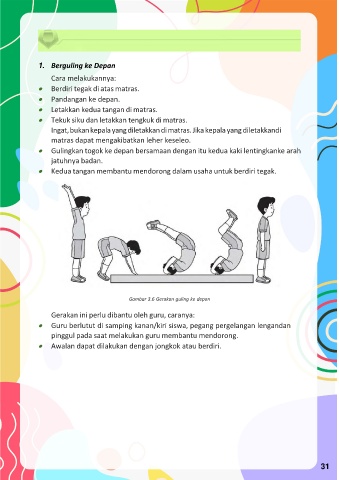 1. Berguling ke Depan
Cara melakukannya:
• Berdiri tegak di atas matras.
• Pandangan ke depan.
• Letakkan kedua tangan di matras.
• Tekuk siku dan letakkan tengkuk di matras.
Ingat, bukan kepala yang diletakkan di matras. Jika kepala yang diletakkandi
matras dapat mengakibatkan leher keseleo.
• Gulingkan togok ke depan bersamaan dengan itu kedua kaki lentingkanke arah
jatuhnya badan.
• Kedua tangan membantu mendorong dalam usaha untuk berdiri tegak.
Gambar 3.6 Gerakan guling ke depan
Gerakan ini perlu dibantu oleh guru, caranya:
• Guru berlutut di samping kanan/kiri siswa, pegang pergelangan lengandan
pinggul pada saat melakukan guru membantu mendorong.
• Awalan dapat dilakukan dengan jongkok atau berdiri.
31